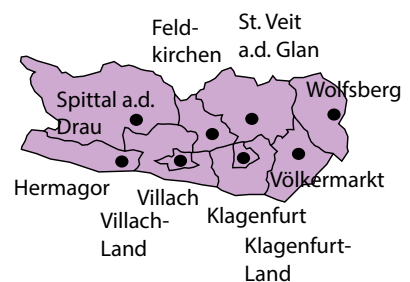 Feld-
kirchen
St. Veit
a.d. Glan
Wolfsberg
Spittal a.d.
Drau
Hermagor
Villach
Völkermarkt
Villach-
Land
Klagenfurt
Klagenfurt-
Land